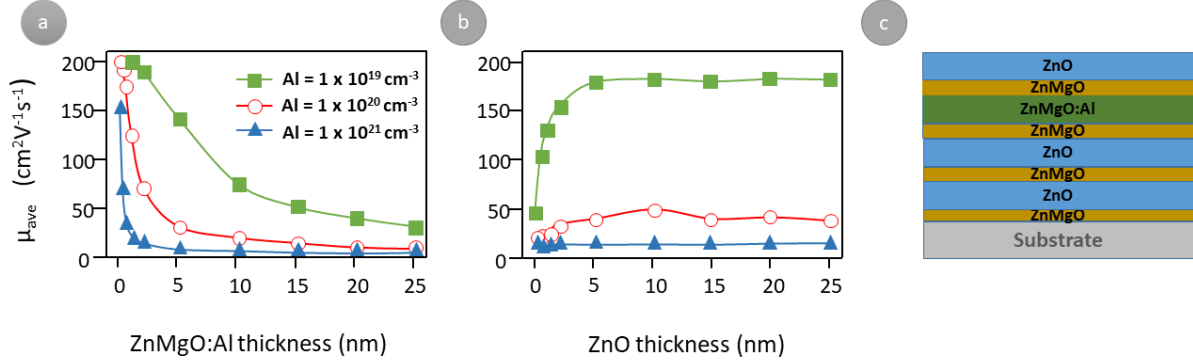 a
200
150
100
50
0
μave (cm²V⁻¹s⁻¹)
Al = 1 x 10¹⁹ cm⁻³
Al = 1 x 10²⁰ cm⁻³
Al = 1 x 10²¹ cm⁻³
0 5 10 15 20 25
ZnMgO:Al thickness (nm)
b
200
150
100
50
0
0 5 10 15 20 25
ZnO thickness (nm)
c
ZnO
ZnMgO
ZnMgO:Al
ZnMgO
ZnO
ZnMgO
ZnO
ZnMgO
Substrate